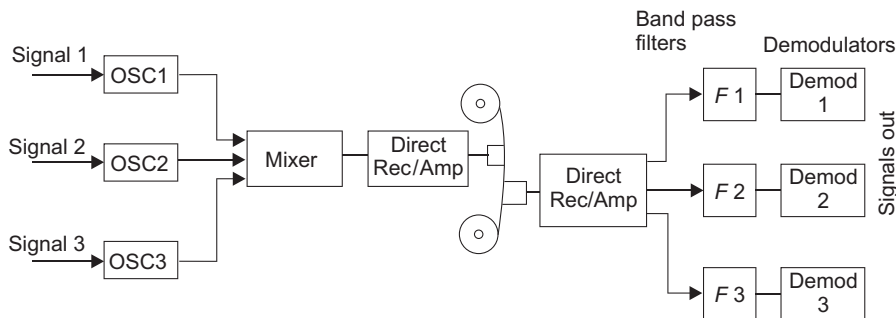 Signal 1
OSC1
Signal 2
OSC2
Signal 3
OSC3
Mixer
Direct
Rec/Amp
Direct
Rec/Amp
Band pass
filters
F 1
F 2
F 3
Demodulators
Demod
1
Demod
2
Demod
3
Signals out